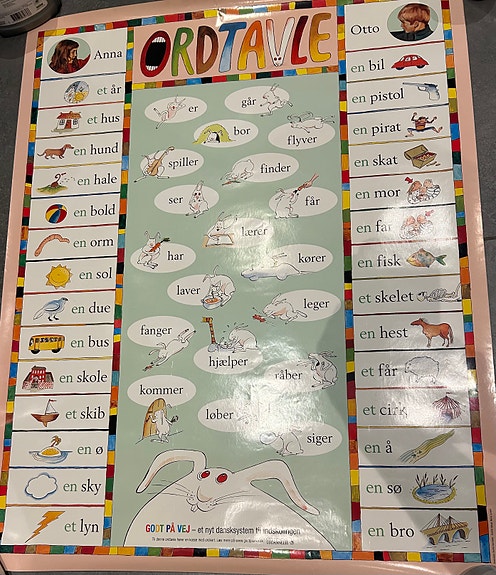 ORDTAVLE
Anna
et år
et hus
en hund
en hale
en bold
en orm
en sol
en due
en bus
en skole
et skib
en ø
en sky
et lyn
er
går
bor
flyver
spiller
finder
ser
får
lærer
har
kører
laver
leger
fanger
hjælper
råber
kommer
løber
siger
GODT PÅ VEJ – et nyt dansksystem til indskolingen
Otto
en bil
en pistol
en pirat
en skat
en mor
en far
en fisk
et skelet
en hest
et får
et cirk
en å
en sø
en bro